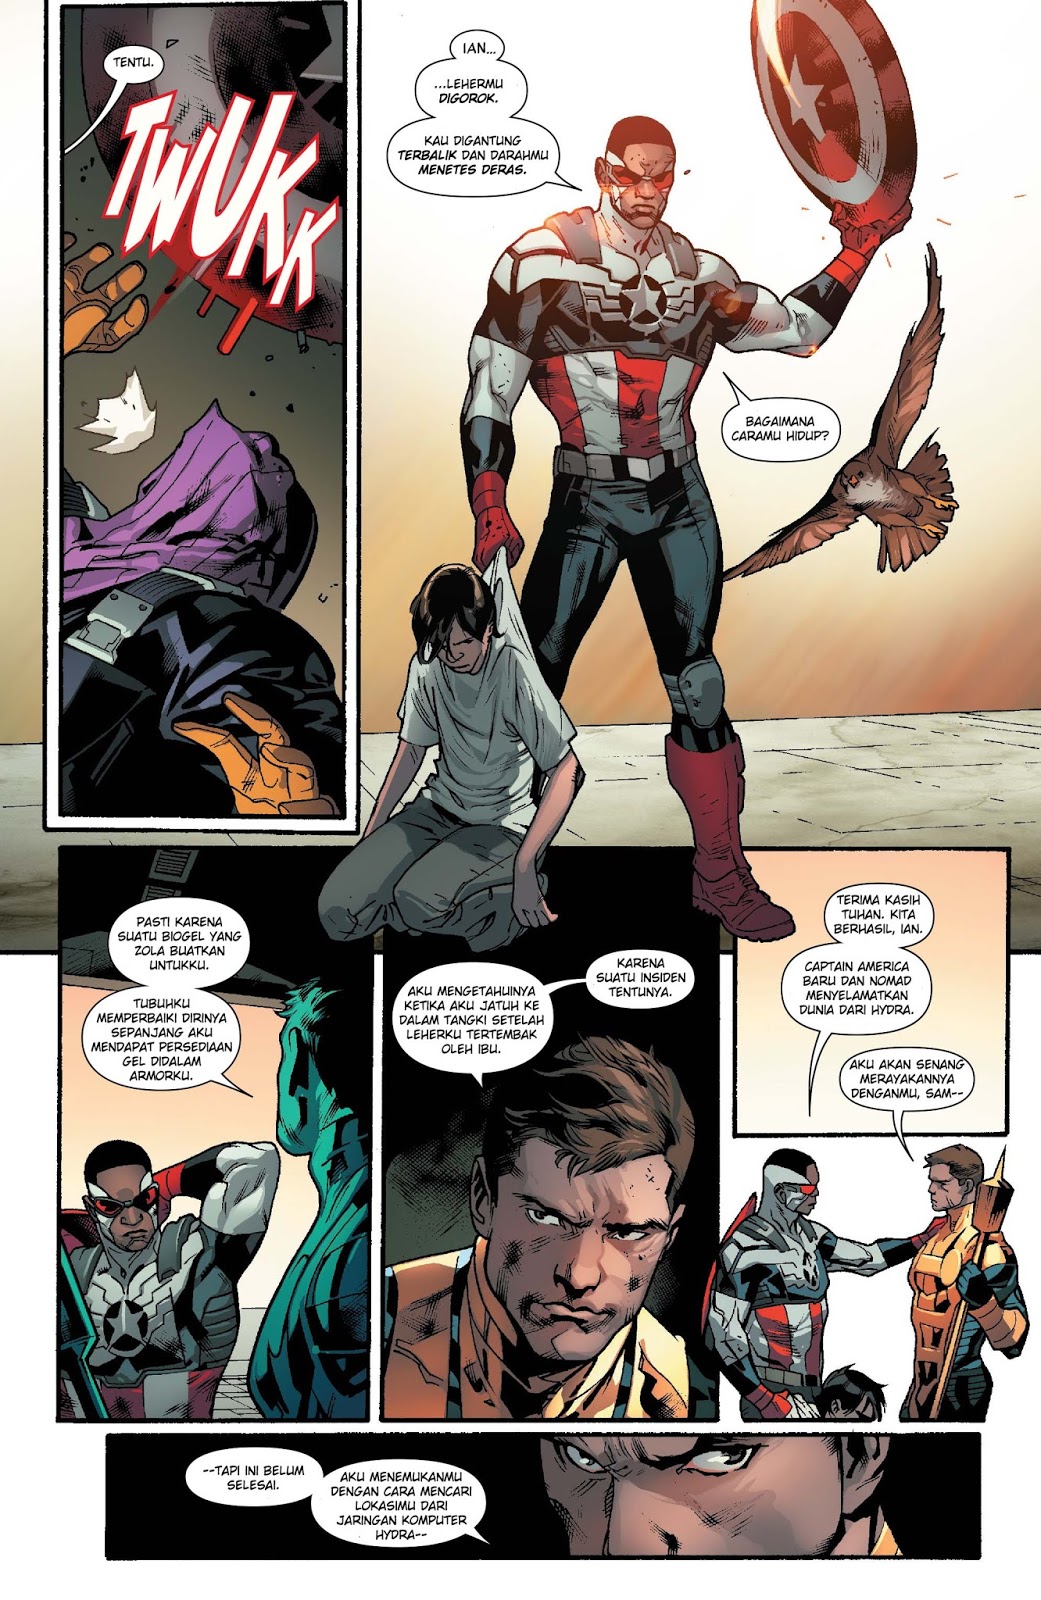 TENTU.
TWUKK
IAN...
...LEHERMU
DIGOROK.
KAU DIGANTUNG
TERBALIK DAN DARAHMU
MENETES DERAS.
BAGAIMANA
CARAMU HIDUP?
PASTI KARENA
SUATU BIOGEL YANG
ZOLA BUATKAN
UNTUKKU.
TUBUHKU
MEMPERBAIKI DIRINYA
SEPANJANG AKU
MENDAPAT PERSEDIAAN
GEL DIDALAM
ARMORKU.
KARENA
SUATU INSIDEN
TENTUNYA.
AKU MENGETAHUINYA
KETIKA AKU JATUH KE
DALAM TANGKI SETELAH
LEHERKU TERTEMBAK
OLEH IBU.
TERIMA KASIH
TUHAN. KITA
BERHASIL, IAN.
CAPTAIN AMERICA
BARU DAN NOMAD
MENYELAMATKAN
DUNIA DARI HYDRA.
AKU AKAN SENANG
MERAYAKANNYA
DENGANMU, SAM--
--TAPI INI BELUM
SELESAI.
AKU MENEMUKANMU
DENGAN CARA MENCARI
LOKASIMU DARI
JARINGAN KOMPUTER
HYDRA--